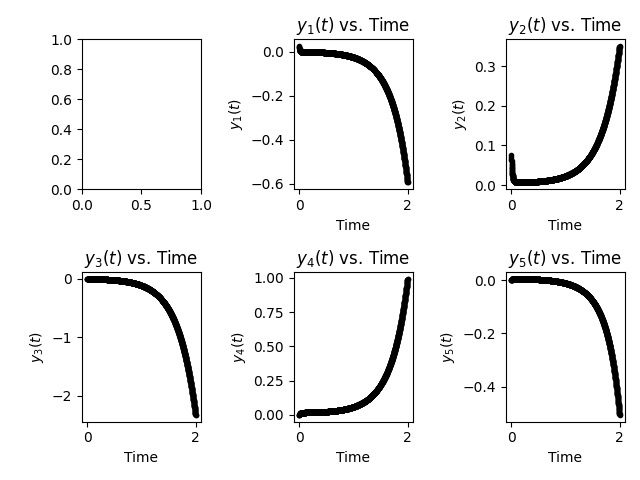 y₁(t) vs. Time
y₂(t) vs. Time
1.0
0.8
0.6
0.4
0.2
0.0
0.0 0.5 1.0
y₁(t)
0.0
−0.2
−0.4
−0.6
0 2
Time
y₂(t)
0.3
0.2
0.1
0.0
0 2
Time
y₃(t) vs. Time
y₄(t) vs. Time
y₅(t) vs. Time
y₃(t)
0
−1
−2
0 2
Time
y₄(t)
1.00
0.75
0.50
0.25
0.00
0 2
Time
y₅(t)
0.0
−0.2
−0.4
0 2
Time